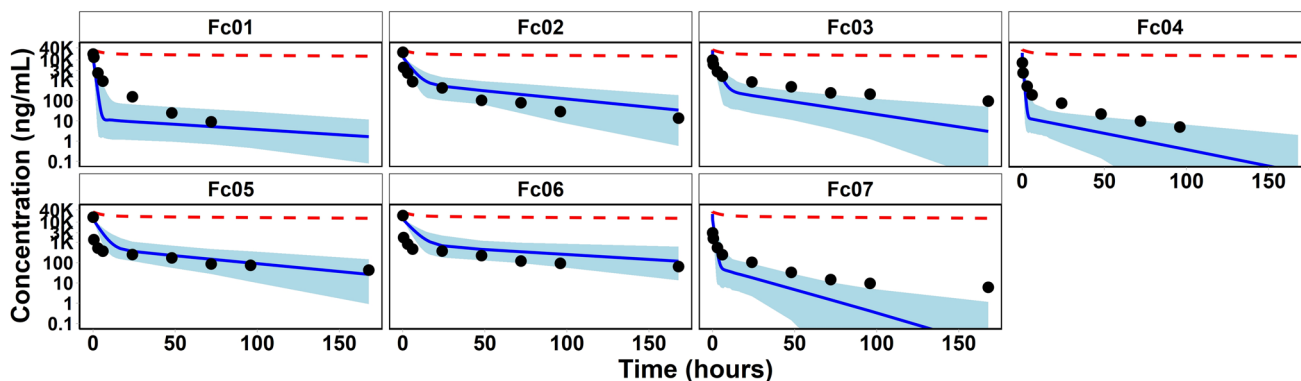 Fc01 Fc02 Fc03 Fc04
40K
10K
3K
1K
100
10
1
0.1
0 50 100 150
Fc05 Fc06 Fc07
40K
10K
3K
1K
100
10
1
0.1
0 50 100 150 0 50 100 150 0 50 100 150
Concentration (ng/mL)
Time (hours)